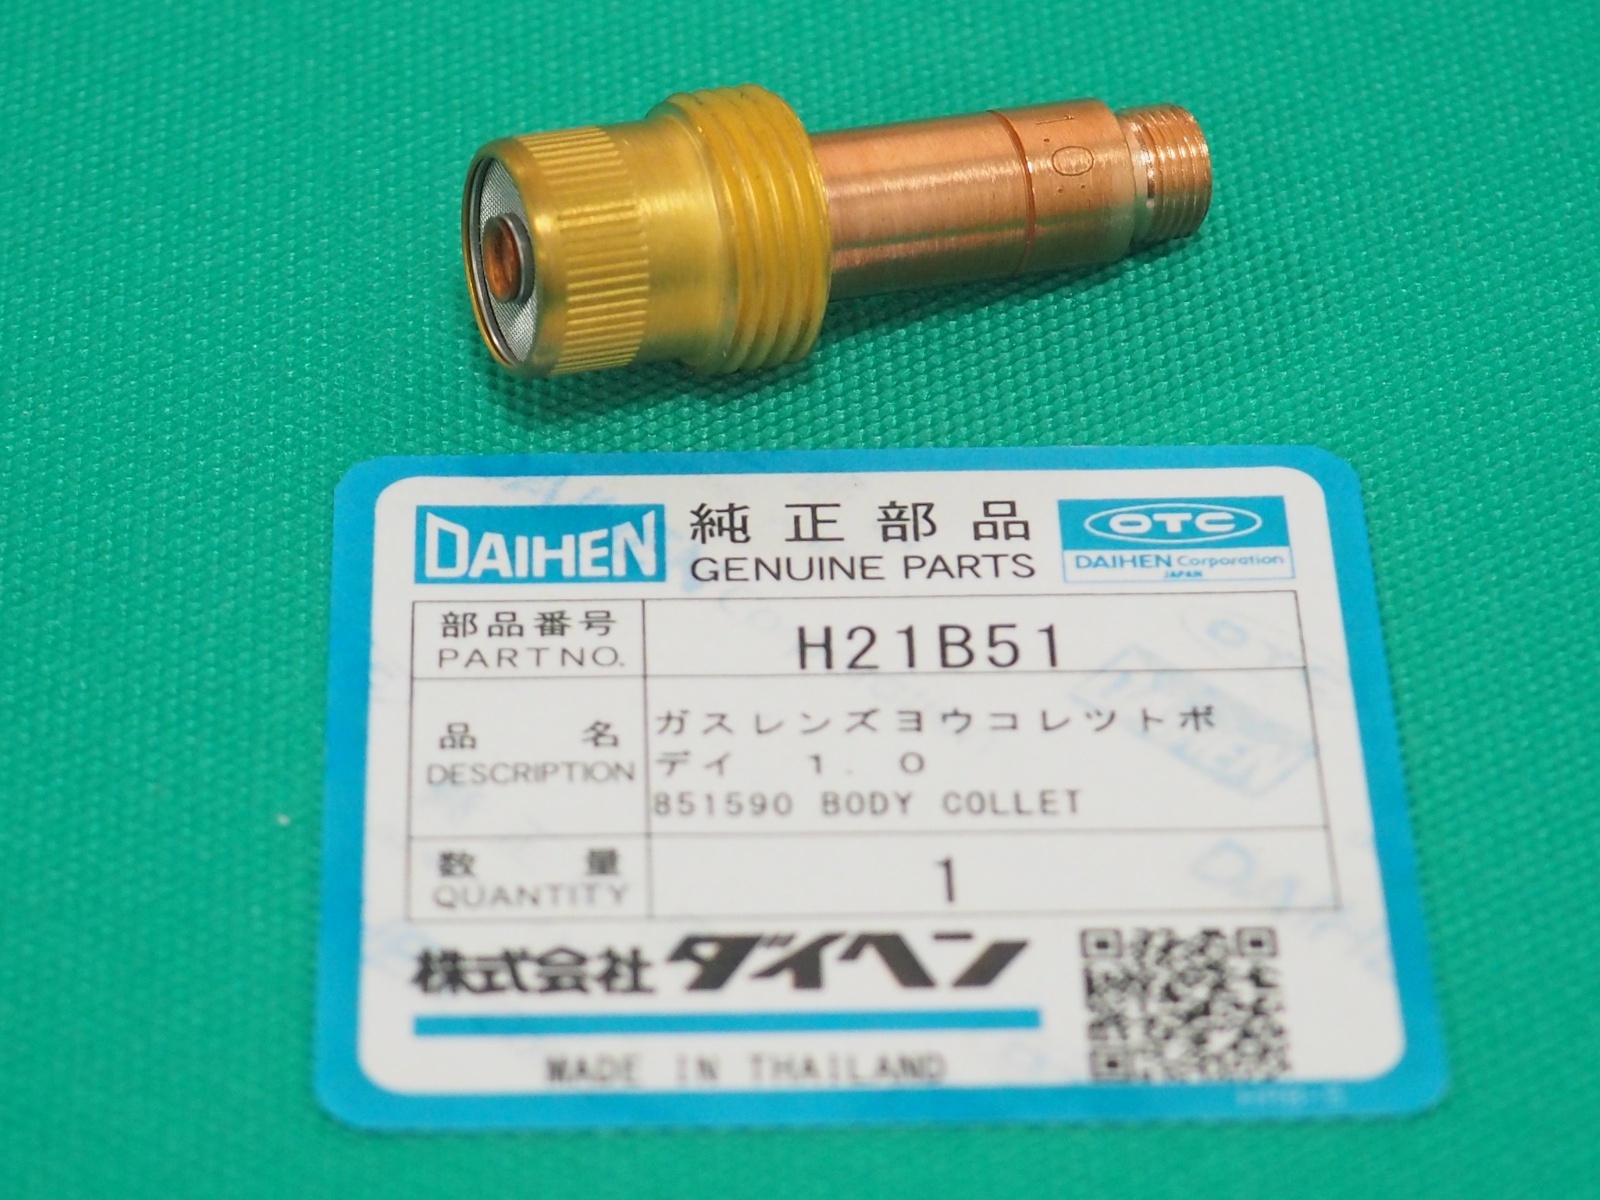 1.0
DAIHEN
純正部品
GENUINE PARTS
OTC
DAIHEN Corporation
JAPAN
部品番号
PART NO.
H21B51
品名
DESCRIPTION
ガスレンズヨウコレツトボ
デイ 1.0
851590 BODY COLLET
数量
QUANTITY
1
株式会社ダイヘン
MADE IN THAILAND